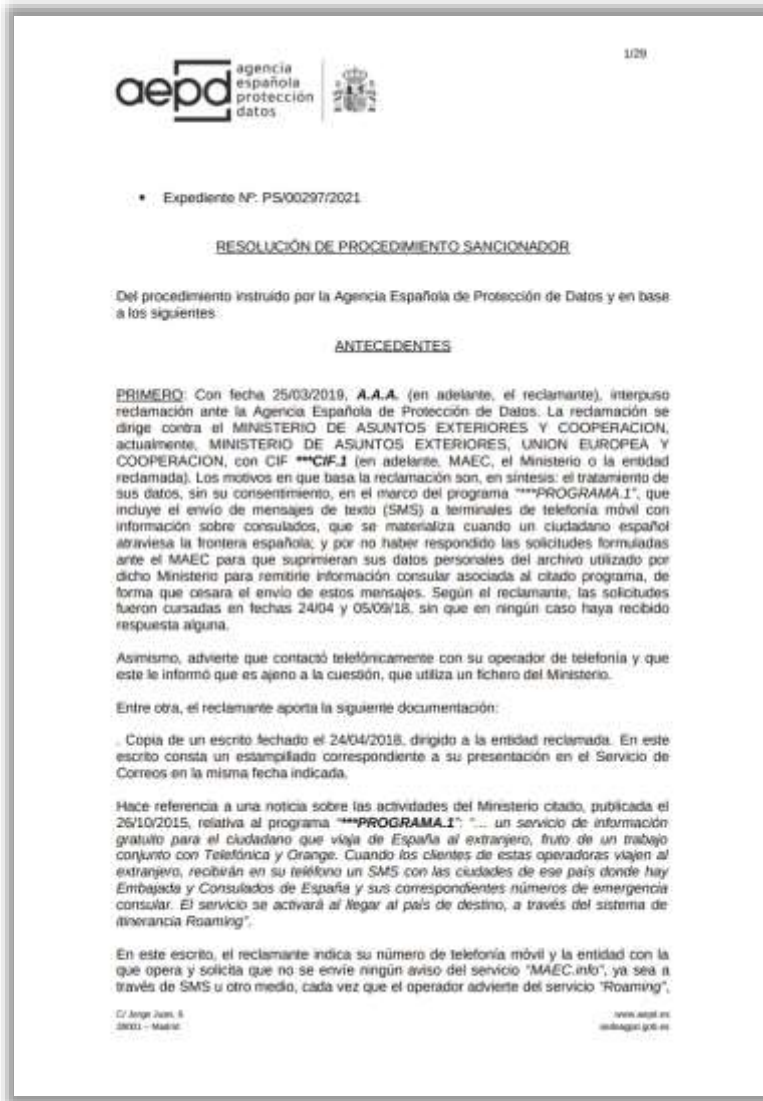 1/29
aepd
agencia
española
protección
datos
• Expediente Nº: PS/00297/2021
RESOLUCIÓN DE PROCEDIMIENTO SANCIONADOR
Del procedimiento instruido por la Agencia Española de Protección de Datos y en base
a los siguientes
ANTECEDENTES
PRIMERO: Con fecha 25/03/2019, A.A.A. (en adelante, el reclamante), interpuso
reclamación ante la Agencia Española de Protección de Datos. La reclamación se
dirige contra el MINISTERIO DE ASUNTOS EXTERIORES Y COOPERACION,
actualmente, MINISTERIO DE ASUNTOS EXTERIORES, UNION EUROPEA Y
COOPERACION, con CIF ***CIF.1 (en adelante, MAEC, el Ministerio o la entidad
reclamada). Los motivos en que basa la reclamación son, en síntesis: el tratamiento de
sus datos, sin su consentimiento, en el marco del programa "***PROGRAMA.1", que
incluye el envío de mensajes de texto (SMS) a terminales de telefonía móvil con
información sobre consulados, que se materializa cuando un ciudadano español
atraviesa la frontera española; y por no haber respondido las solicitudes formuladas
ante el MAEC para que suprimieran sus datos personales del archivo utilizado por
dicho Ministerio para remitirle información consular asociada al citado programa, de
forma que cesara el envío de estos mensajes. Según el reclamante, las solicitudes
fueron cursadas en fechas 24/04 y 05/09/18, sin que en ningún caso haya recibido
respuesta alguna.
Asimismo, advierte que contactó telefónicamente con su operador de telefonía y que
este le informó que es ajeno a la cuestión, que utiliza un fichero del Ministerio.
Entre otra, el reclamante aporta la siguiente documentación:
. Copia de un escrito fechado el 24/04/2018, dirigido a la entidad reclamada. En este
escrito consta un estampillado correspondiente a su presentación en el Servicio de
Correos en la misma fecha indicada.
Hace referencia a una noticia sobre las actividades del Ministerio citado, publicada el
26/10/2015, relativa al programa "***PROGRAMA.1": "... un servicio de información
gratuito para el ciudadano que viaja de España al extranjero, fruto de un trabajo
conjunto con Telefónica y Orange. Cuando los clientes de estas operadoras viajen al
extranjero, recibirán en su teléfono un SMS con las ciudades de ese país donde hay
Embajada y Consulados de España y sus correspondientes números de emergencia
consular. El servicio se activará al llegar al país de destino, a través del sistema de
itinerancia Roaming".
En este escrito, el reclamante indica su número de telefonía móvil y la entidad con la
que opera y solicita que no se envíe ningún aviso del servicio "MAEC.info", ya sea a
través de SMS u otro medio, cada vez que el operador advierte del servicio "Roaming",
C/ Jorge Juan, 6
28001 – Madrid
www.aepd.es
sedeagpd.gob.es